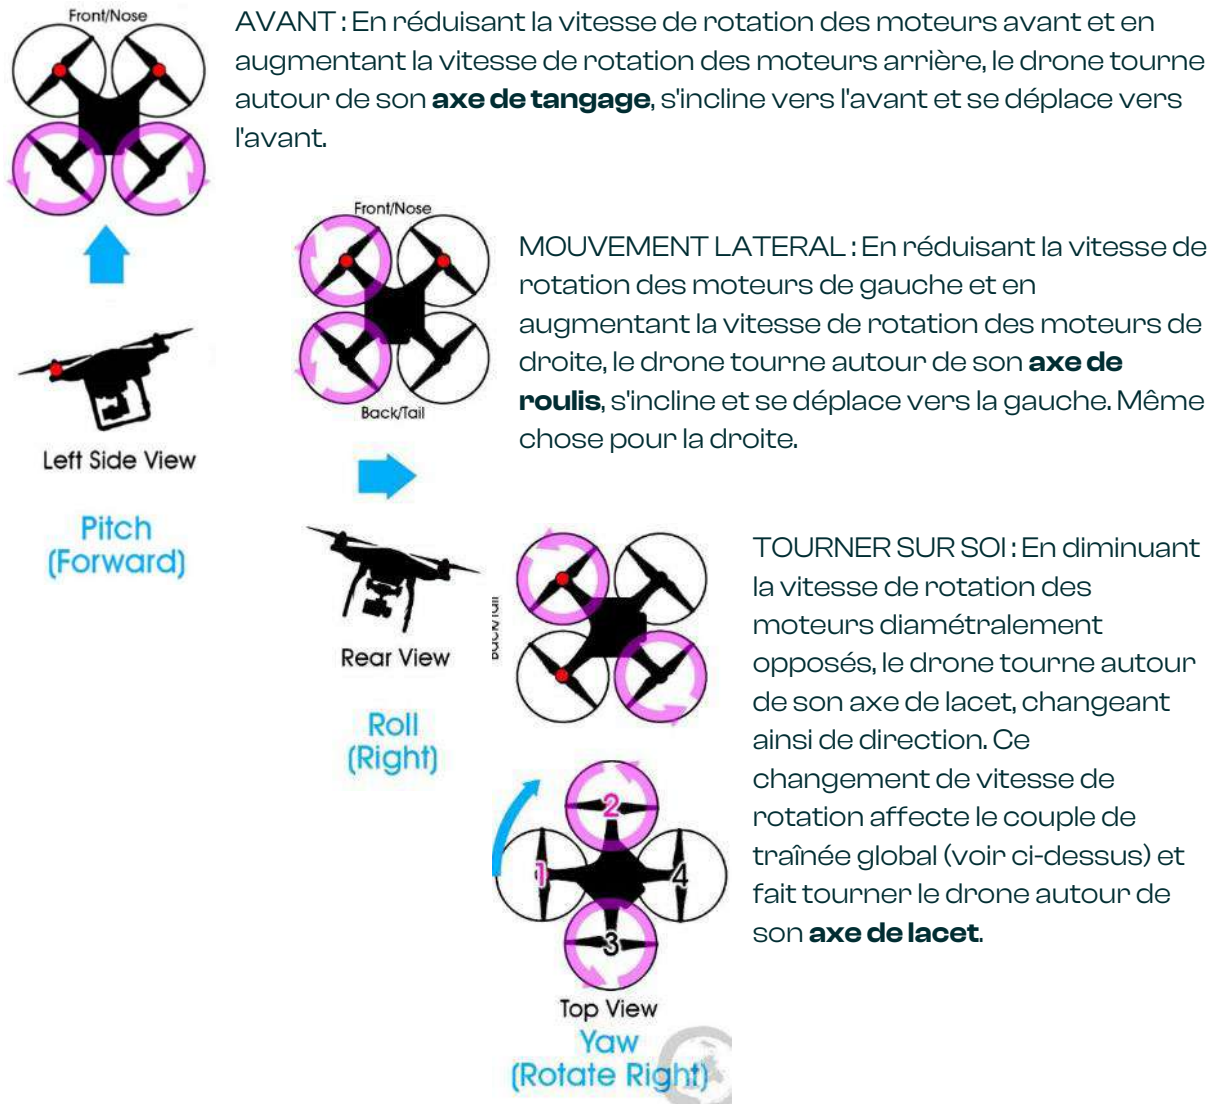 Front/Nose
AVANT : En réduisant la vitesse de rotation des moteurs avant et en
augmentant la vitesse de rotation des moteurs arrière, le drone tourne
autour de son axe de tangage, s'incline vers l'avant et se déplace vers
l'avant.
Left Side View
Pitch
(Forward)
Front/Nose
Back/Tail
MOUVEMENT LATERAL : En réduisant la vitesse de
rotation des moteurs de gauche et en
augmentant la vitesse de rotation des moteurs de
droite, le drone tourne autour de son axe de
roulis, s'incline et se déplace vers la gauche. Même
chose pour la droite.
Rear View
Roll
(Right)
Back/Tail
TOURNER SUR SOI : En diminuant
la vitesse de rotation des
moteurs diamétralement
opposés, le drone tourne autour
de son axe de lacet, changeant
ainsi de direction. Ce
changement de vitesse de
rotation affecte le couple de
traînée global (voir ci-dessus) et
fait tourner le drone autour de
son axe de lacet.
2
1
4
3
Top View
Yaw
(Rotate Right)